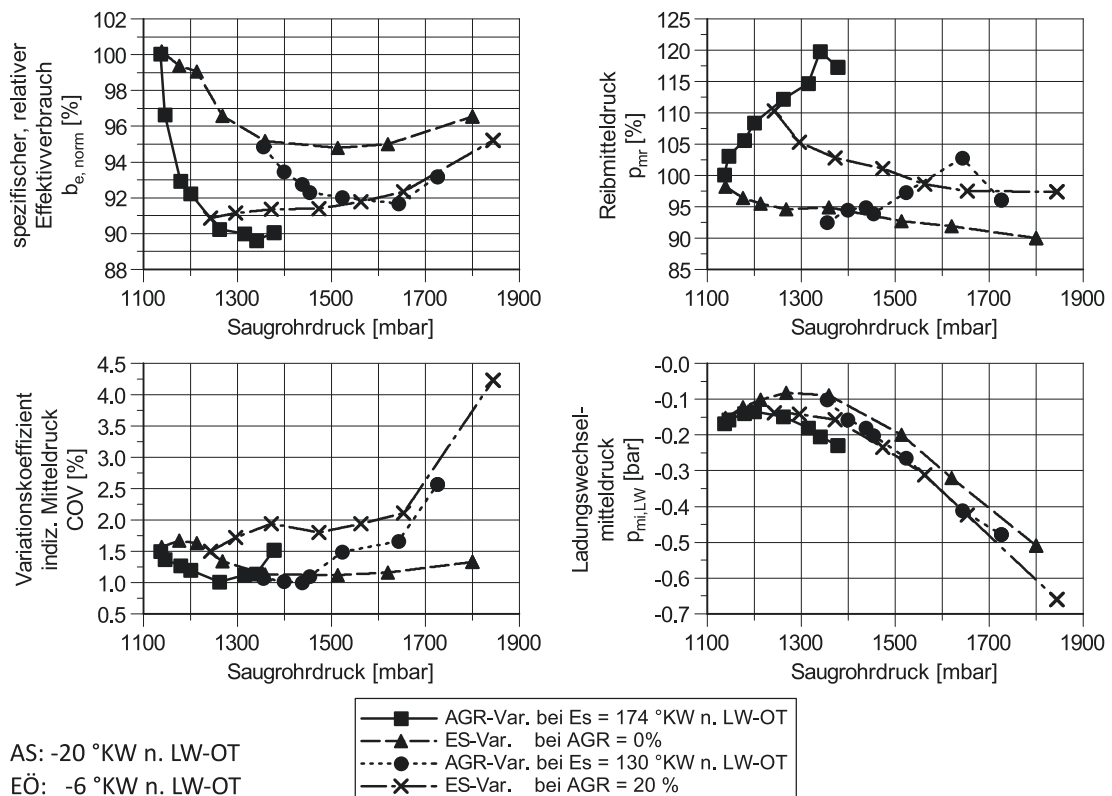 spezifischer, relativer
Effektivverbrauch
b e, norm [%]
102
100
98
96
94
92
90
88
1100 1300 1500 1700 1900
Saugrohrdruck [mbar]
Reibmitteldruck
p mr [%]
125
120
115
110
105
100
95
90
85
1100 1300 1500 1700 1900
Saugrohrdruck [mbar]
Variationskoeffizient
indiz. Mitteldruck
COV [%]
4.5
4.0
3.5
3.0
2.5
2.0
1.5
1.0
0.5
1100 1300 1500 1700 1900
Saugrohrdruck [mbar]
Ladungswechsel-
mitteldruck
p mi,LW [bar]
-0.0
-0.1
-0.2
-0.3
-0.4
-0.5
-0.6
-0.7
1100 1300 1500 1700 1900
Saugrohrdruck [mbar]
AS: -20 °KW n. LW-OT
EÖ: -6 °KW n. LW-OT
AGR-Var. bei Es = 174 °KW n. LW-OT
ES-Var. bei AGR = 0%
AGR-Var. bei Es = 130 °KW n. LW-OT
ES-Var. bei AGR = 20 %